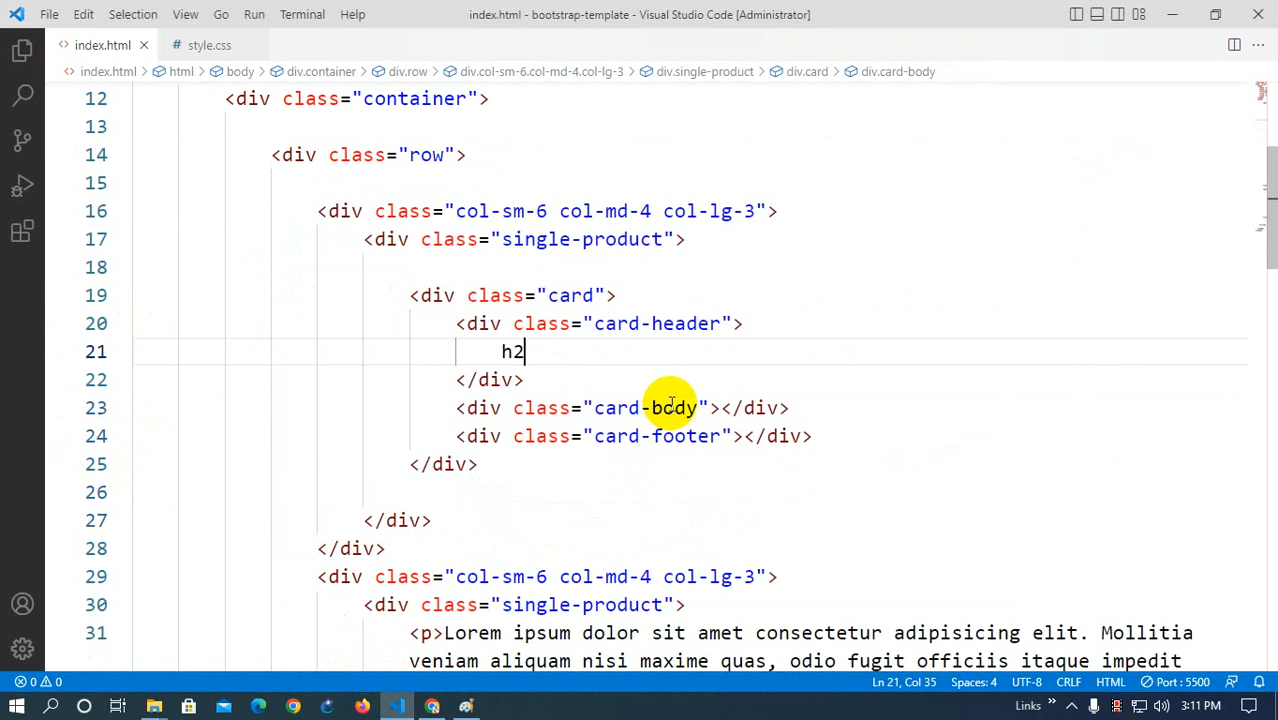 File Edit Selection View Go Run Terminal Help index.html - bootstrap-template - Visual Studio Code [Administrator]
<> index.html # style.css
<> index.html > html > body > div.container > div.row > div.col-sm-6.col-md-4.col-lg-3 > div.single-product > div.card > div.card-body
12 <div class="container">
13
14 <div class="row">
15
16 <div class="col-sm-6 col-md-4 col-lg-3">
17 <div class="single-product">
18
19 <div class="card">
20 <div class="card-header">
21 h2
22 </div>
23 <div class="card-body"></div>
24 <div class="card-footer"></div>
25 </div>
26
27 </div>
28 </div>
29 <div class="col-sm-6 col-md-4 col-lg-3">
30 <div class="single-product">
31 <p>Lorem ipsum dolor sit amet consectetur adipisicing elit. Mollitia
veniam aliquam nisi maxime quas, odio fugit officiis itaque impedit
0 0 Ln 21, Col 35 Spaces: 4 UTF-8 CRLF HTML Port : 5500
Links 3:11 PM